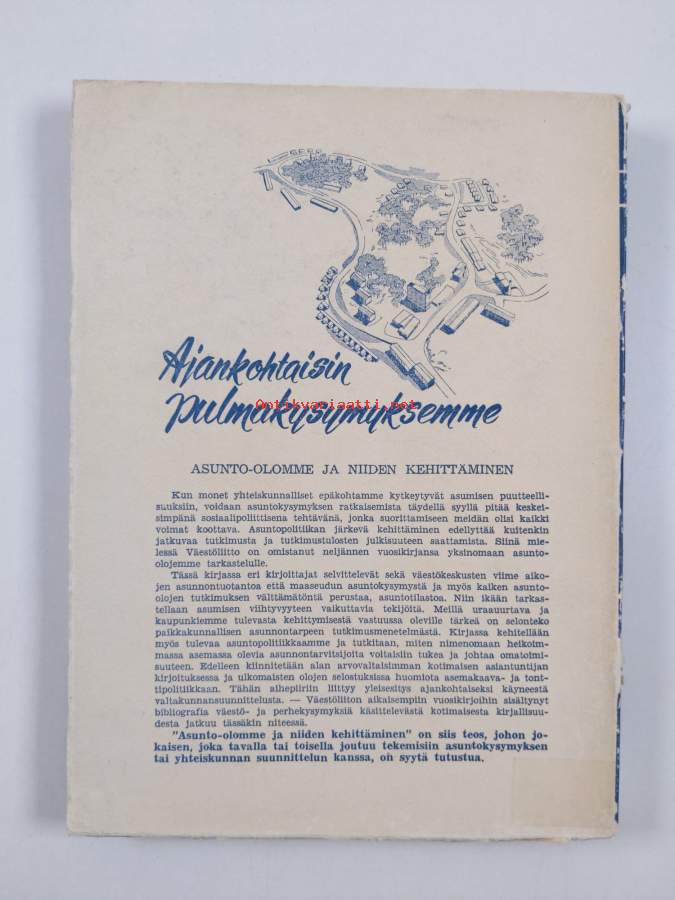 Ajankohtaisin
pulmakysymyksemme
Antikvariaatti.net
ASUNTO-OLOMME JA NIIDEN KEHITTÄMINEN
Kun monet yhteiskunnalliset epäkohtamme kytkeytyvät asumisen puutteelli-
suuksiin, voidaan asuntokysymyksen ratkaisemista täydellä syyllä pitää keskei-
simpänä sosiaalipoliittisena tehtävänä, jonka suorittamiseen meidän olisi kaikki
voimat koottava. Asuntopolitiikan järkevä kehittäminen edellyttää kuitenkin
jatkuvaa tutkimusta ja tutkimustulosten julkisuuteen saattamista. Siinä mie-
lessä Väestöliitto on omistanut neljännen vuosikirjansa yksinomaan asunto-
olojemme tarkastelulle.
Tässä kirjassa eri kirjoittajat selvittelevät sekä väestökeskusten viime aiko-
jen asunnontuotantoa että maaseudun asuntokysymystä ja myös kaiken asunto-
olojen tutkimuksen välttämätöntä perustaa, asuntotilastoa. Niin ikään tarkas-
tellaan asumisen viihtyvyyteen vaikuttavia tekijöitä. Meillä uraauurtava ja
kaupunkiemme tulevasta kehittymisestä vastuussa oleville tärkeä on selonteko
paikkakunnallisen asunnontarpeen tutkimusmenetelmästä. Kirjassa kehitellään
myös tulevaa asuntopolitiikkaamme ja tutkitaan, miten nimenomaan heikoim-
massa asemassa olevia asunnontarvitsijoita voitaisiin tukea ja johtaa omatoimi-
suuteen. Edelleen kiinnitetään alan arvovaltaisimman kotimaisen asiantuntijan
kirjoituksessa ja ulkomaisten olojen selostuksissa huomiota asemakaava- ja tont-
tipolitiikkaan. Tähän aihepiiriin liittyy yleisesitys ajankohtaiseksi käyneestä
valtakunnansuunnittelusta. — Väestöliiton aikaisempiin vuosikirjoihin sisältynyt
bibliografia väestö- ja perhekysymyksiä käsittelevästä kotimaisesta kirjallisuu-
desta jatkuu tässäkin niteessä.
"Asunto-olomme ja niiden kehittäminen" on siis teos, johon jo-
kaisen, joka tavalla tai toisella joutuu tekemisiin asuntokysymyksen
tai yhteiskunnan suunnittelun kanssa, on syytä tutustua.